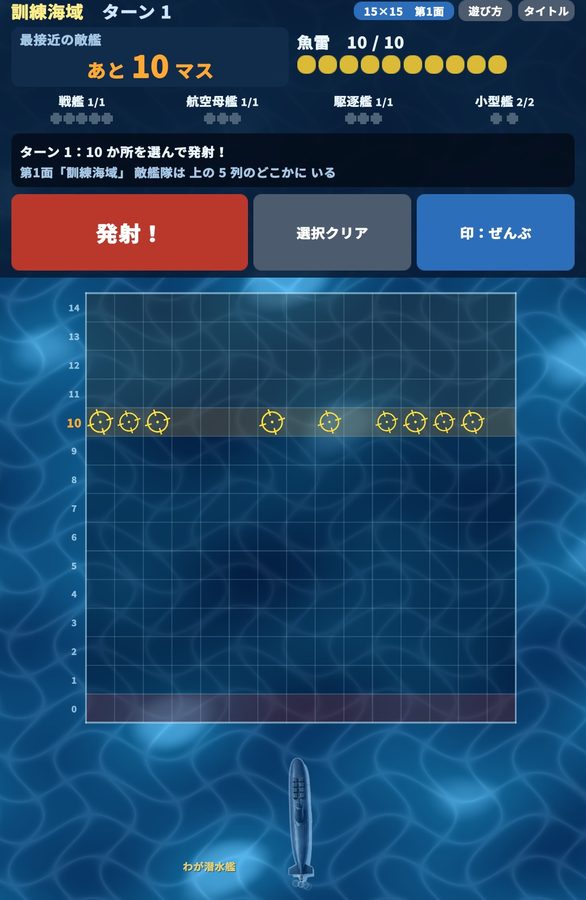 訓練海域 ターン 1
15×15 第1面 遊び方 タイトル
最接近の敵艦
あと 10 マス
魚雷 10 / 10
戦艦 1/1 航空母艦 1/1 駆逐艦 1/1 小型艦 2/2
ターン 1：10 か所を選んで発射！
第1面「訓練海域」 敵艦隊は 上の 5 列のどこかに いる
発射！ 選択クリア 印：ぜんぶ
14
13
12
11
10
9
8
7
6
5
4
3
2
1
0
わが潜水艦